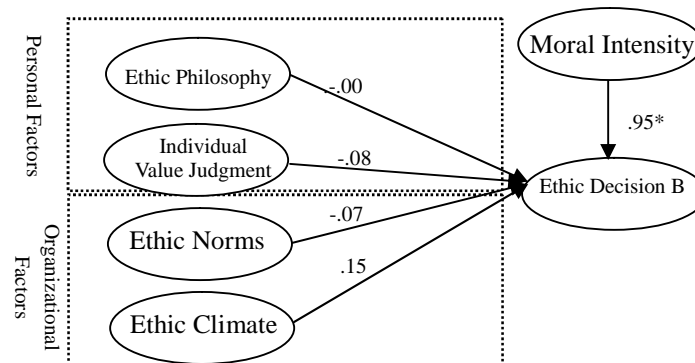 Personal Factors
Moral Intensity
Ethic Philosophy
-.00
.95*
Individual
Value Judgment
-.08
Ethic Decision B
Organizational
Factors
Ethic Norms
-.07
.15
Ethic Climate